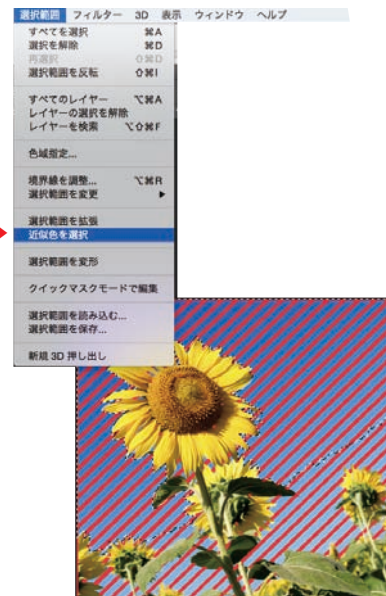 選択範囲 フィルター 3D 表示 ウィンドウ ヘルプ
すべてを選択 ⌘A
選択を解除 ⌘D
再選択 ⇧⌘D
選択範囲を反転 ⇧⌘I
すべてのレイヤー ⌥⌘A
レイヤーの選択を解除
レイヤーを検索 ⌥⇧⌘F
色域指定...
境界線を調整... ⌥⌘R
選択範囲を変更 ▶
選択範囲を拡張
近似色を選択
選択範囲を変形
クイックマスクモードで編集
選択範囲を読み込む...
選択範囲を保存...
新規 3D 押し出し